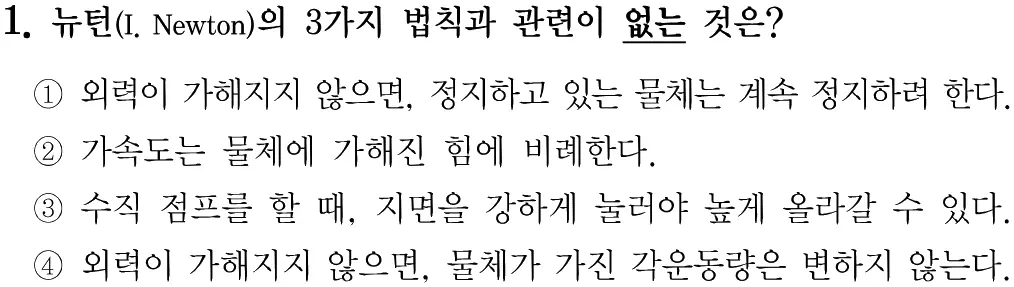 1. 뉴턴(I. Newton)의 3가지 법칙과 관련이 없는 것은?
① 외력이 가해지지 않으면, 정지하고 있는 물체는 계속 정지하려 한다.
② 가속도는 물체에 가해진 힘에 비례한다.
③ 수직 점프를 할 때, 지면을 강하게 눌러야 높게 올라갈 수 있다.
④ 외력이 가해지지 않으면, 물체가 가진 각운동량은 변하지 않는다.